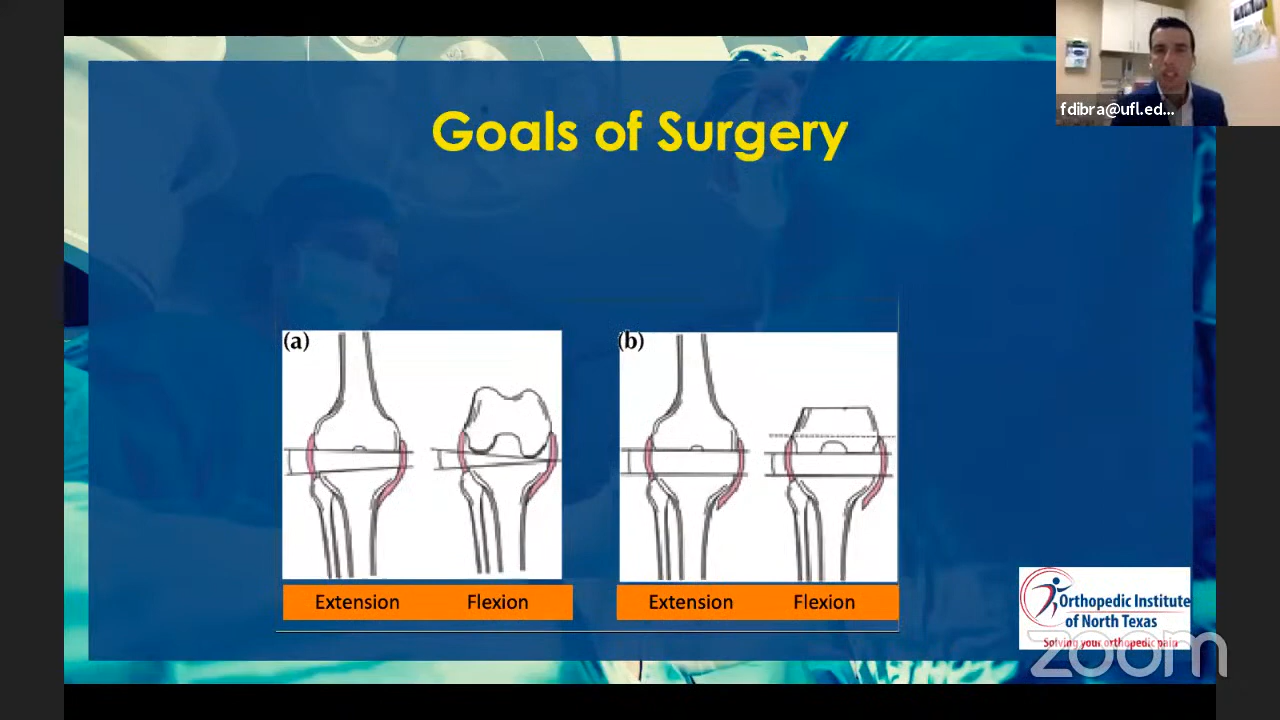 fdibra@ufl.ed...
Goals of Surgery
(a)
(b)
Extension
Flexion
Extension
Flexion
Orthopedic Institute
of North Texas
Solving your orthopedic pain
zoom